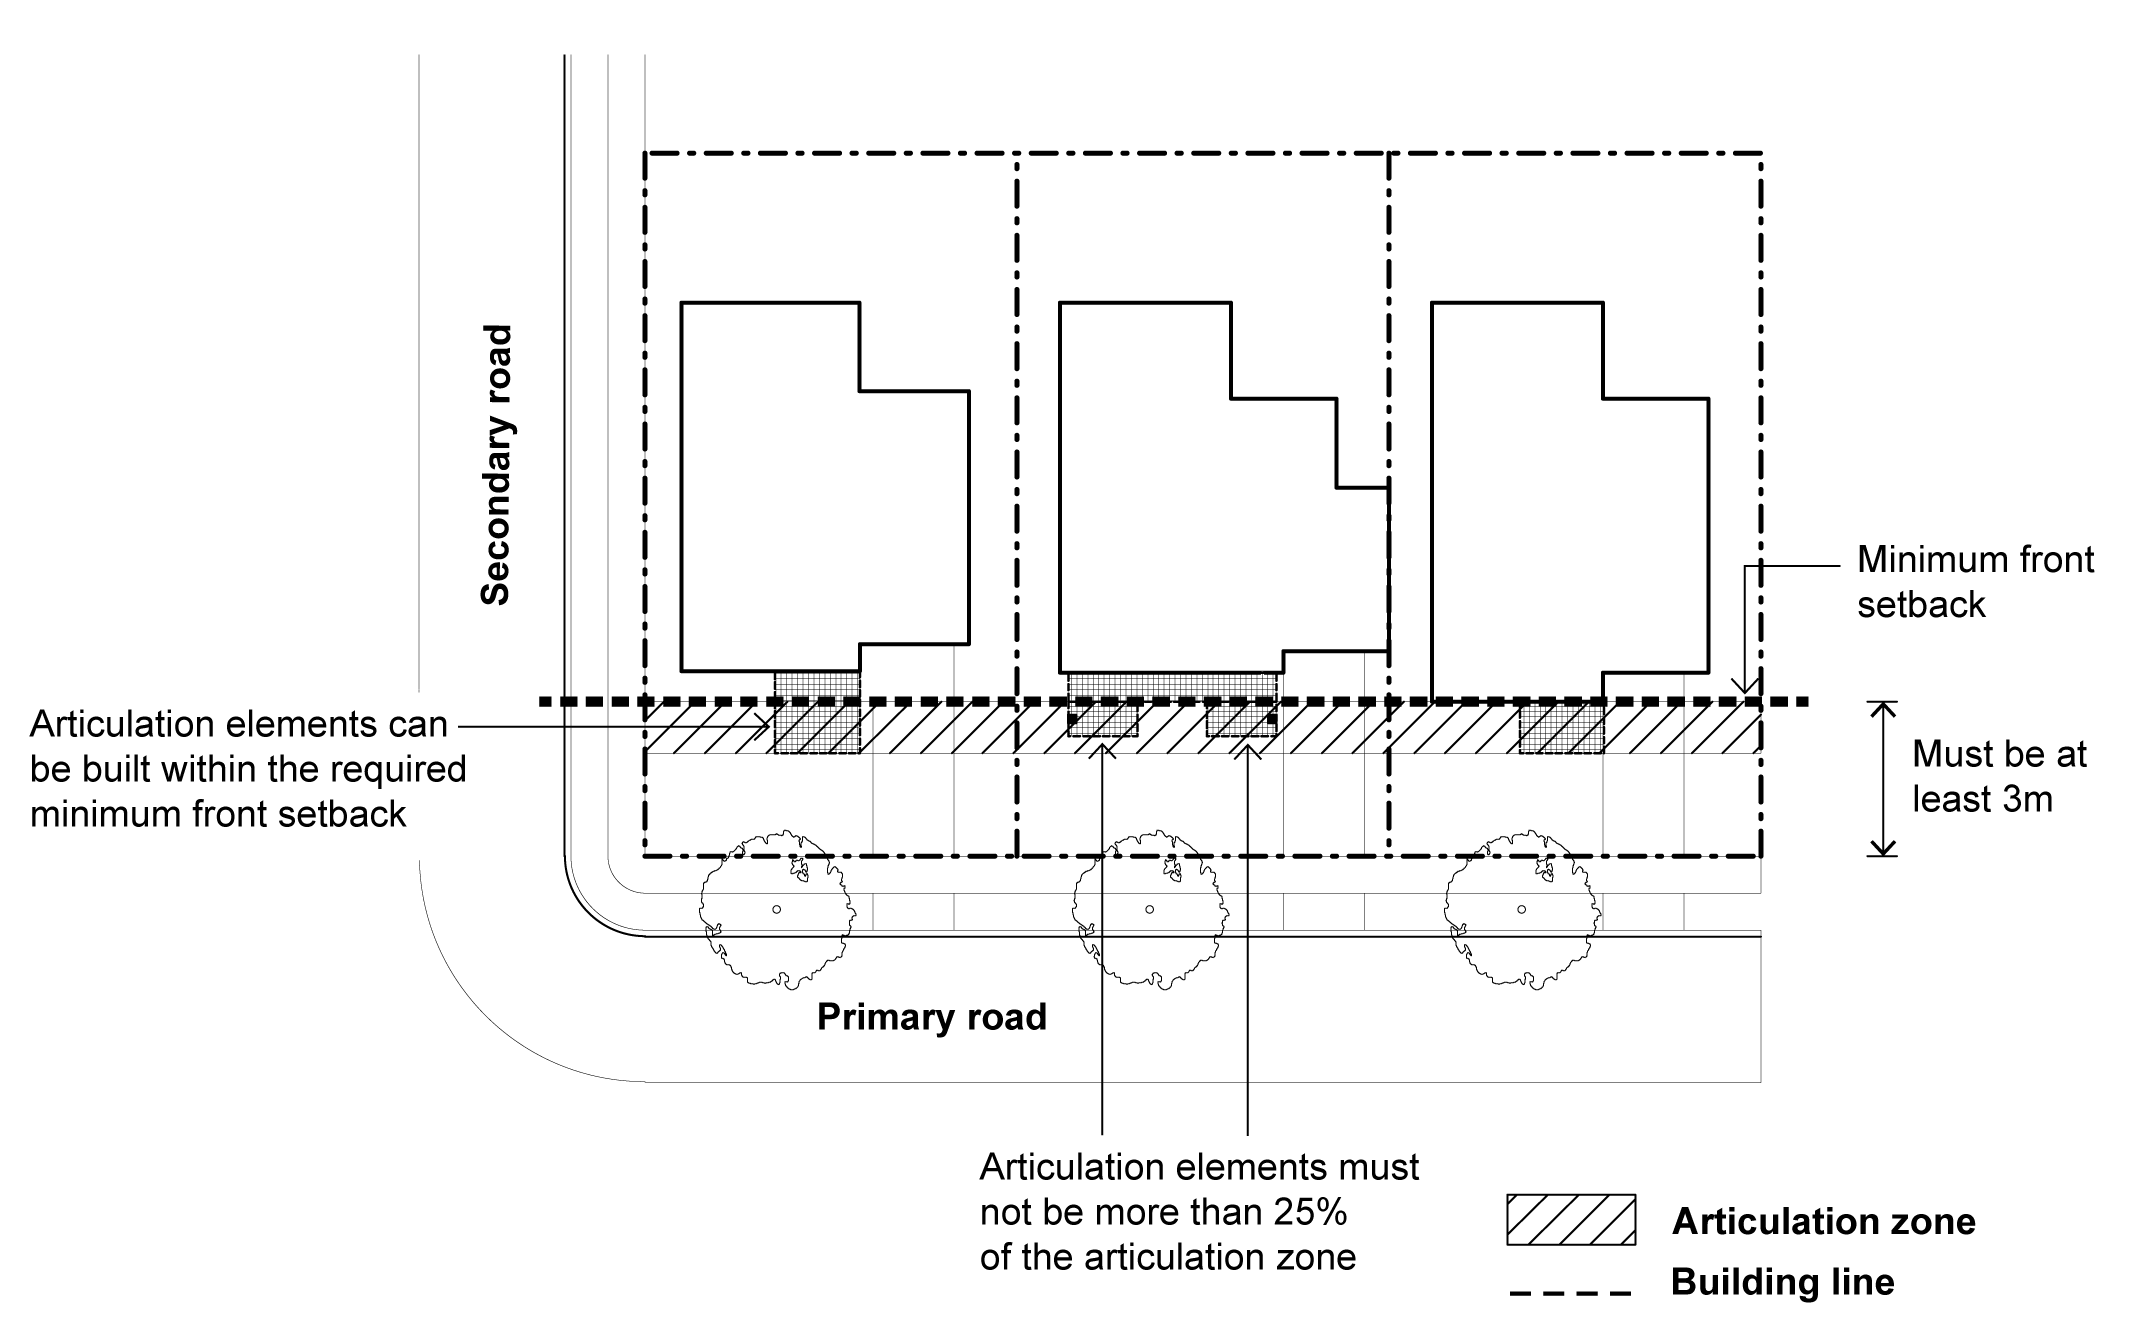 Secondary road
Minimum front
setback
Articulation elements can
be built within the required
minimum front setback
Must be at
least 3m
Primary road
Articulation elements must
not be more than 25%
of the articulation zone
Articulation zone
Building line